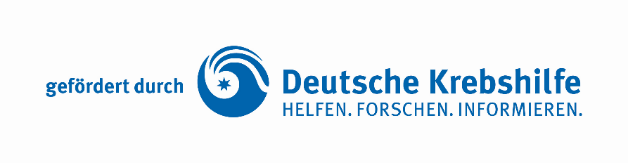 gefördert durch
Deutsche Krebshilfe
HELFEN. FORSCHEN. INFORMIEREN.